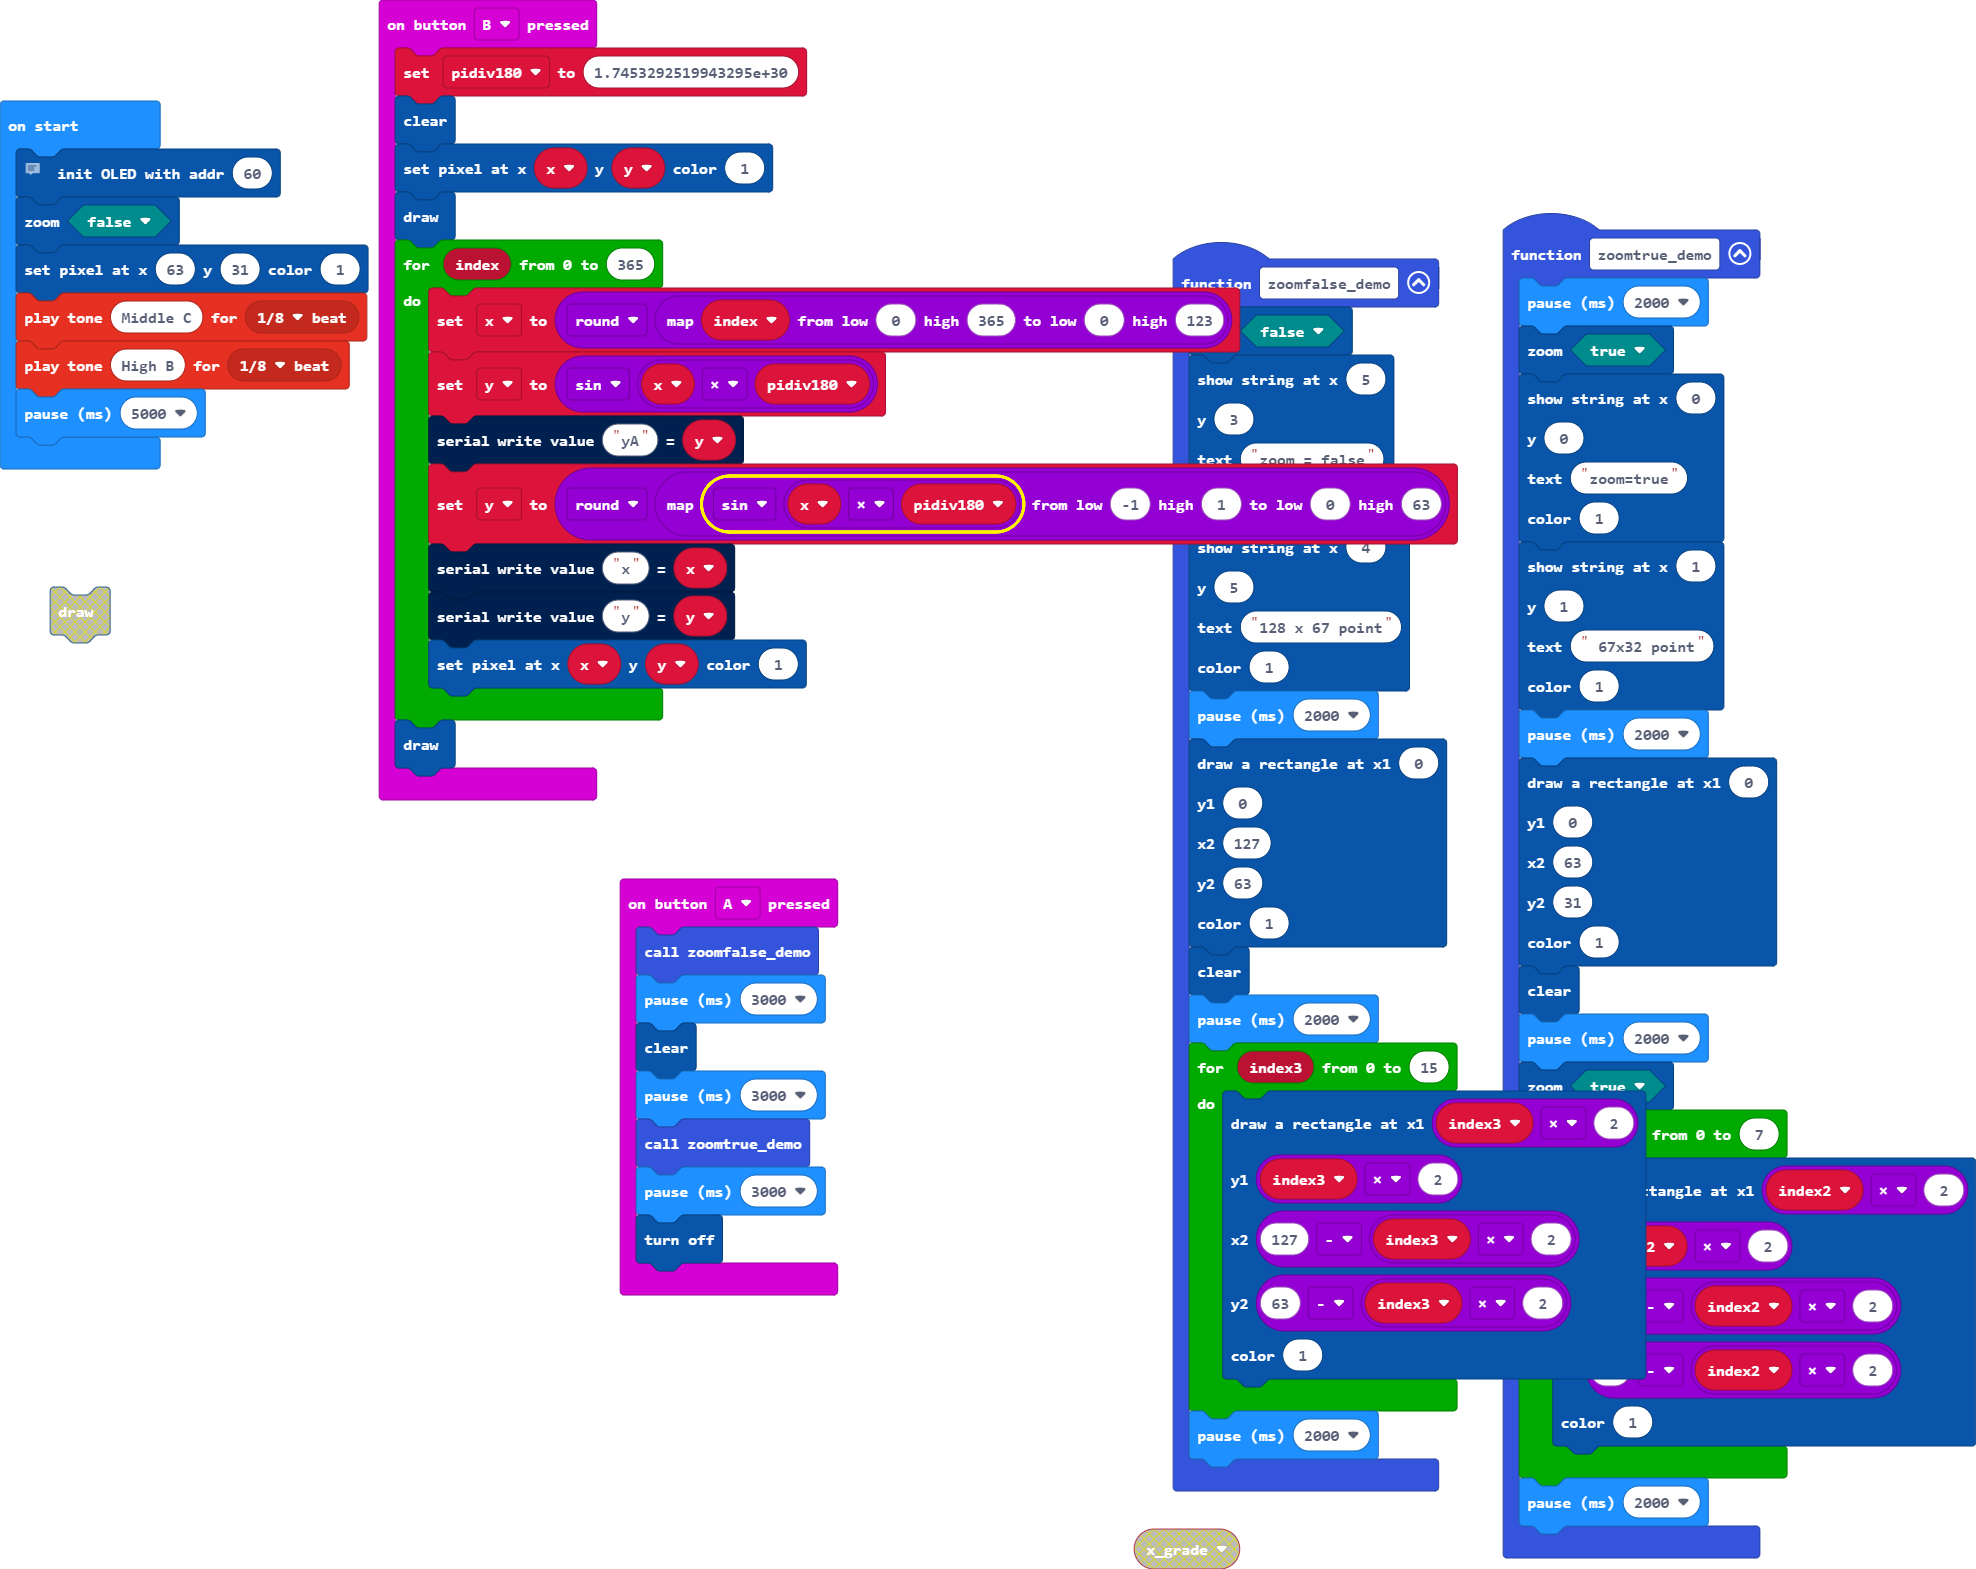 on start
init OLED with addr 60
zoom false
set pixel at x 63 y 31 color 1
play tone Middle C for 1/8 beat
play tone High B for 1/8 beat
pause (ms) 5000
draw
on button B pressed
set pidiv180 to 1.7453292519943295e+30
clear
set pixel at x x y y color 1
draw
for index from 0 to 365
do
set x to round map index from low 0 high 365 to low 0 high 123
set y to sin x × pidiv180
serial write value "yA" = y
set y to round map sin x × pidiv180 from low -1 high 1 to low 0 high 63
serial write value "x" = x
serial write value "y" = y
set pixel at x x y y color 1
draw
on button A pressed
call zoomfalse_demo
pause (ms) 3000
clear
pause (ms) 3000
call zoomtrue_demo
pause (ms) 3000
turn off
function zoomfalse_demo
false
show string at x 5
y 3
text "zoom = false"
show string at x 4
y 5
text "128 x 67 point"
color 1
pause (ms) 2000
draw a rectangle at x1 0
y1 0
x2 127
y2 63
color 1
clear
pause (ms) 2000
for index3 from 0 to 15
do
draw a rectangle at x1 index3 × 2
y1 index3 × 2
x2 127 - index3 × 2
y2 63 - index3 × 2
color 1
pause (ms) 2000
x_grade
function zoomtrue_demo
pause (ms) 2000
zoom true
show string at x 0
y 0
text " zoom=true"
color 1
show string at x 1
y 1
text " 67x32 point"
color 1
pause (ms) 2000
draw a rectangle at x1 0
y1 0
x2 63
y2 31
color 1
clear
pause (ms) 2000
zoom true
from 0 to 7
ctangle at x1 index2 × 2
2 × 2
- index2 × 2
- index2 × 2
color 1
pause (ms) 2000